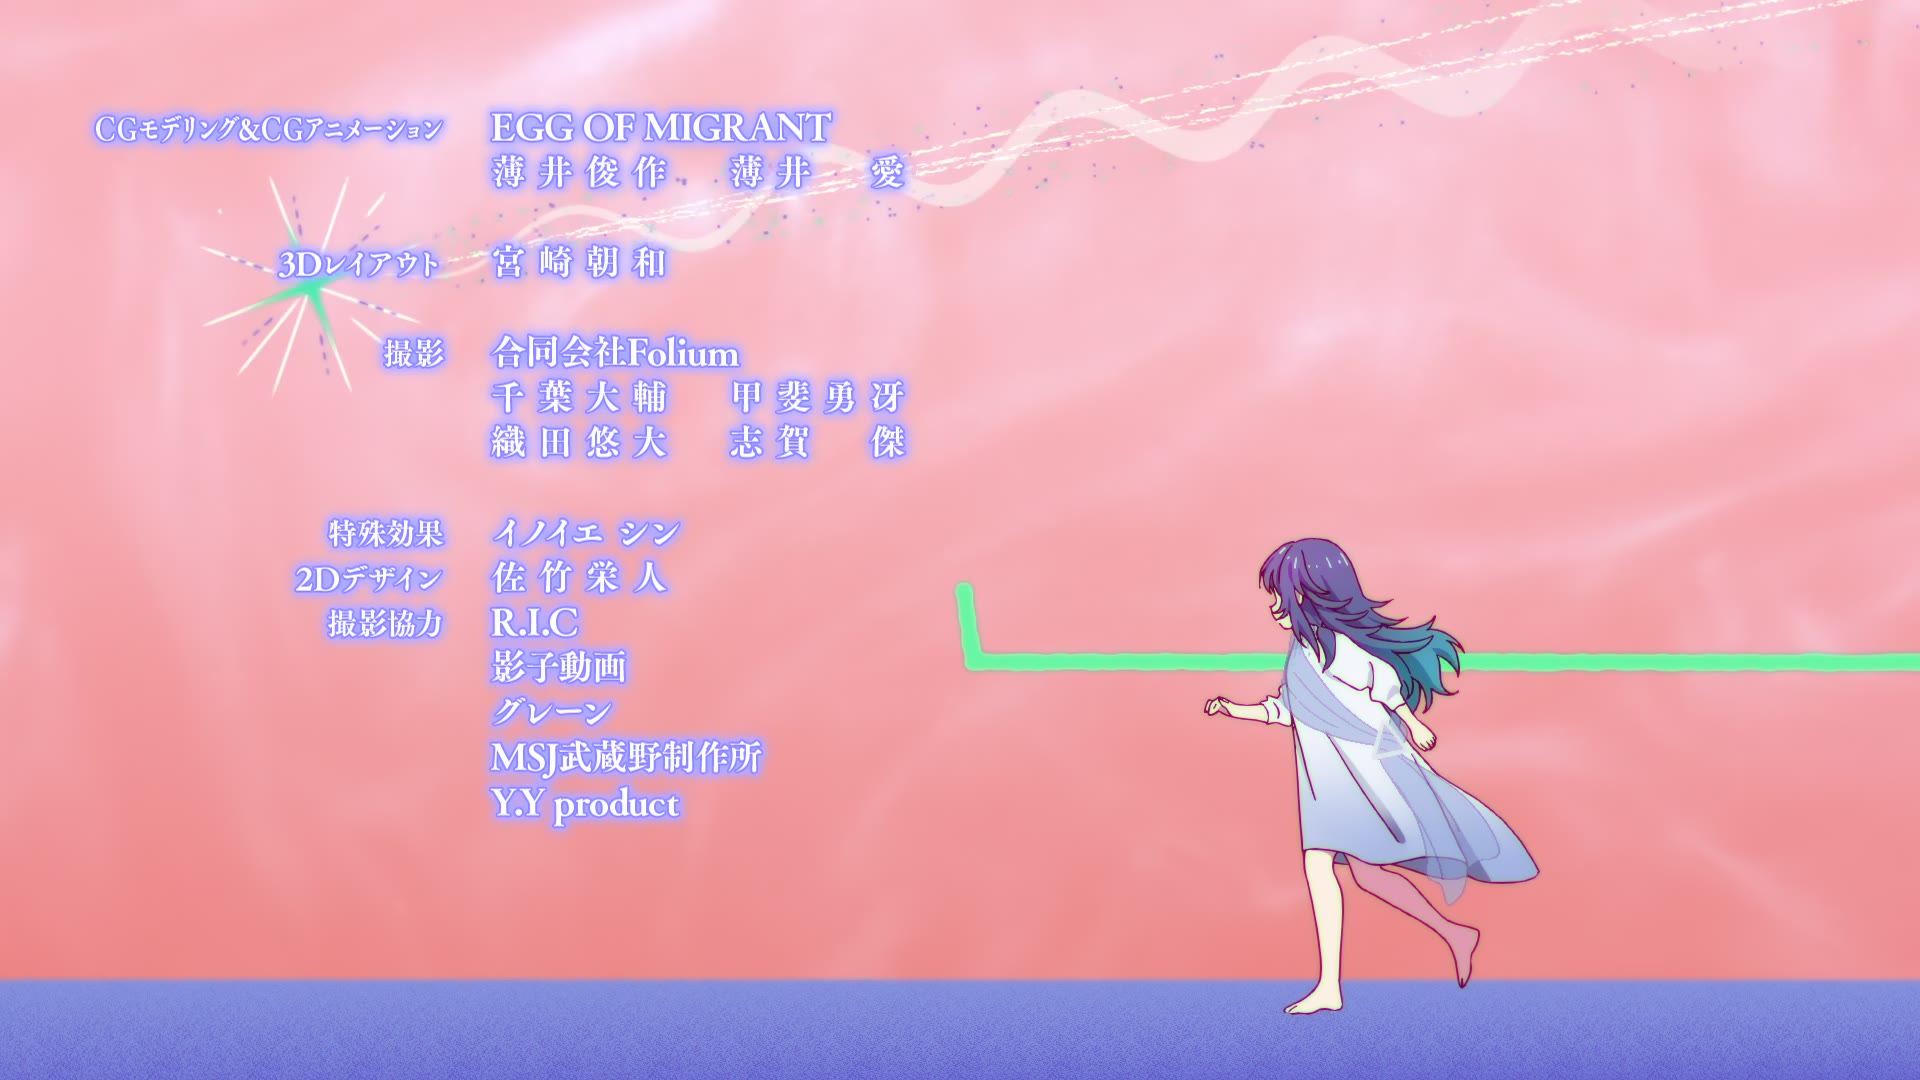 CGモデリング&CGアニメーション EGG OF MIGRANT
薄井俊作 薄井 愛
3Dレイアウト 宮崎朝和
撮影 合同会社Folium
千葉大輔 甲斐勇冴
織田悠大 志賀 傑
特殊効果 イノイエ シン
2Dデザイン 佐竹栄人
撮影協力 R.I.C
影子動画
グレーン
MSJ武蔵野制作所
Y.Y product